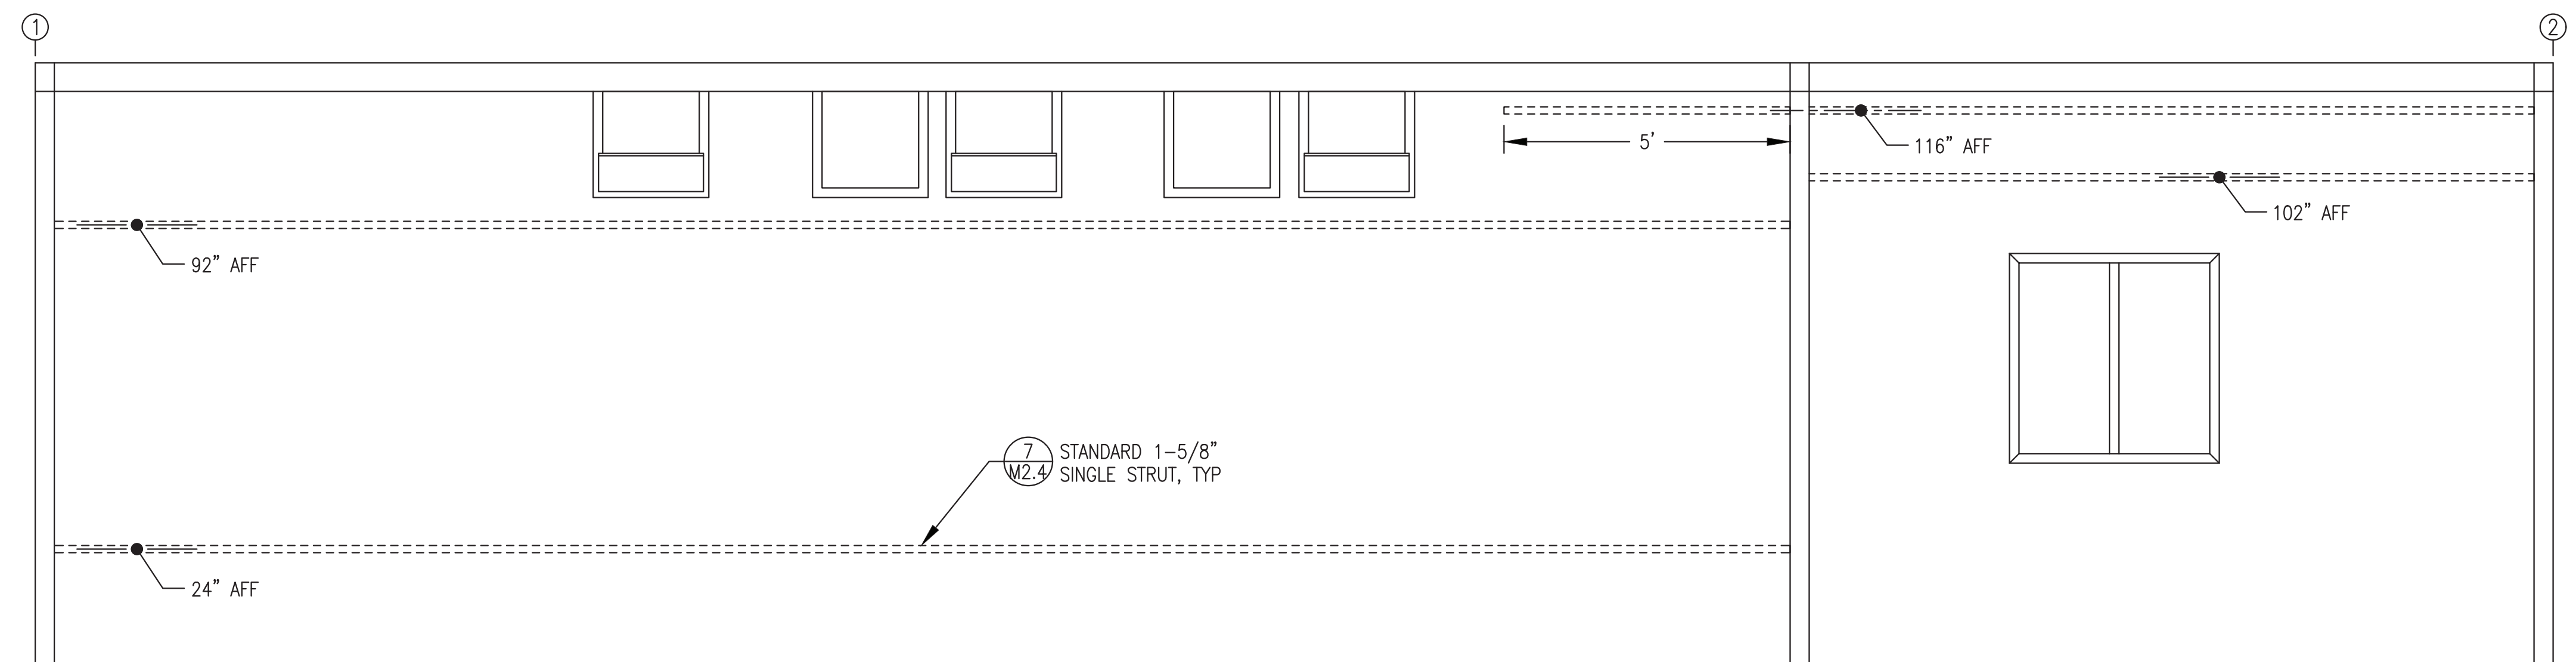 1
2
5'
116" AFF
102" AFF
92" AFF
7
M2.4
STANDARD 1-5/8"
SINGLE STRUT, TYP
24" AFF